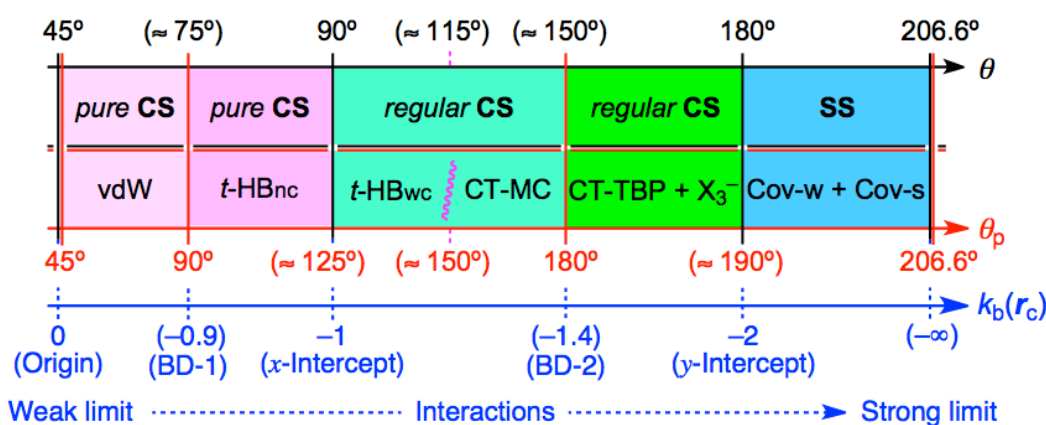 45º (≈ 75º) 90º (≈ 115º) (≈ 150º) 180º 206.6º
θ
pure CS pure CS regular CS regular CS SS
vdW t-HBnc t-HBwc CT-MC CT-TBP + X₃⁻ Cov-w + Cov-s
θp
45º 90º (≈ 125º) (≈ 150º) 180º (≈ 190º) 206.6º
kb(rc)
0 (–0.9) –1 (–1.4) –2 (–∞)
(Origin) (BD-1) (x-Intercept) (BD-2) (y-Intercept)
Weak limit Interactions Strong limit